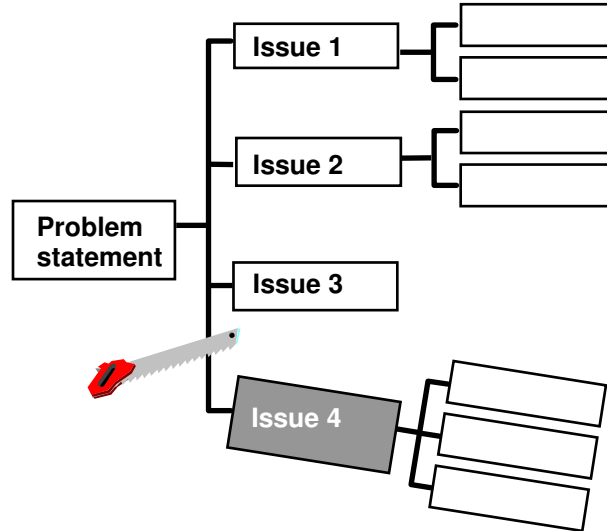 Issue 1
Issue 2
Problem
statement
Issue 3
Issue 4